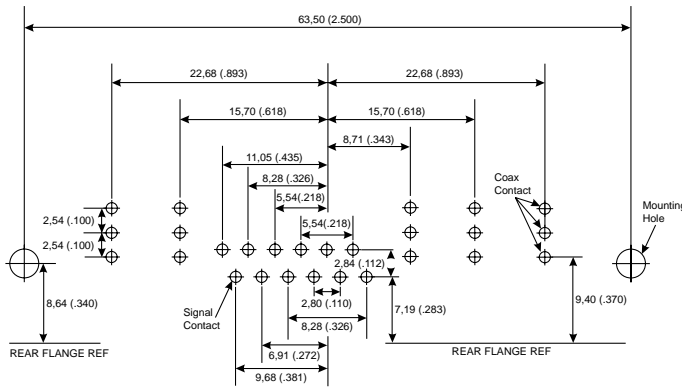 63,50 (2.500)
22,68 (.893)
22,68 (.893)
15,70 (.618)
15,70 (.618)
8,71 (.343)
11,05 (.435)
8,28 (.326)
5,54(.218)
5,54(.218)
Coax
Contact
Mounting
Hole
2,54 (.100)
2,54 (.100)
2,84 (.112)
8,64 (.340)
Signal
Contact
2,80 (.110)
7,19 (.283)
9,40 (.370)
8,28 (.326)
REAR FLANGE REF
REAR FLANGE REF
6,91 (.272)
9,68 (.381)